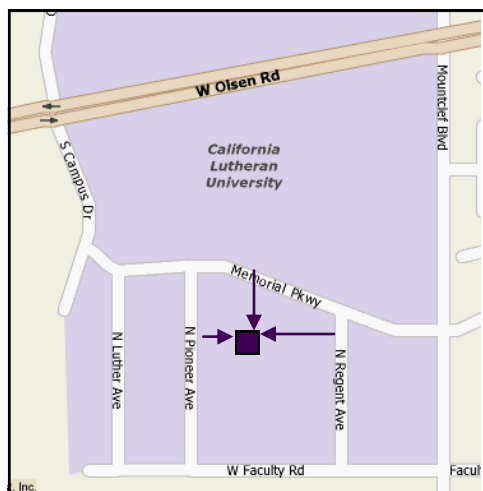 W Olsen Rd
Mountclef Blvd
California
Lutheran
University
S Campus Dr
Memorial Pkwy
N Luther Ave
N Pioneer Ave
N Regent Ave
W Faculty Rd
Facul
t, Inc.